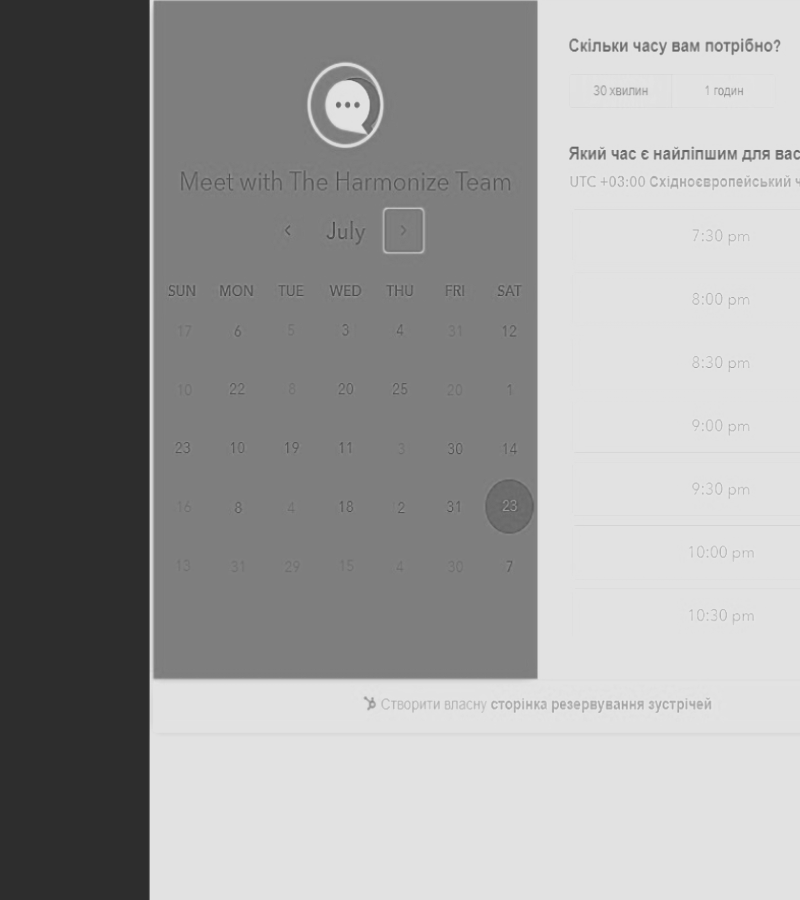 Meet with The Harmonize Team
July
SUN MON TUE WED THU FRI SAT
17 6 5 3 4 31 12
10 22 8 20 25 20 1
23 10 19 11 3 30 14
16 8 4 18 2 31 23
13 31 29 15 4 30 7
Скільки часу вам потрібно?
30 хвилин 1 годин
Який час є найліпшим для вас
UTC +03:00 Східноєвропейський ч
7:30 pm
8:00 pm
8:30 pm
9:00 pm
9:30 pm
10:00 pm
10:30 pm
Створити власну сторінка резервування зустрічей